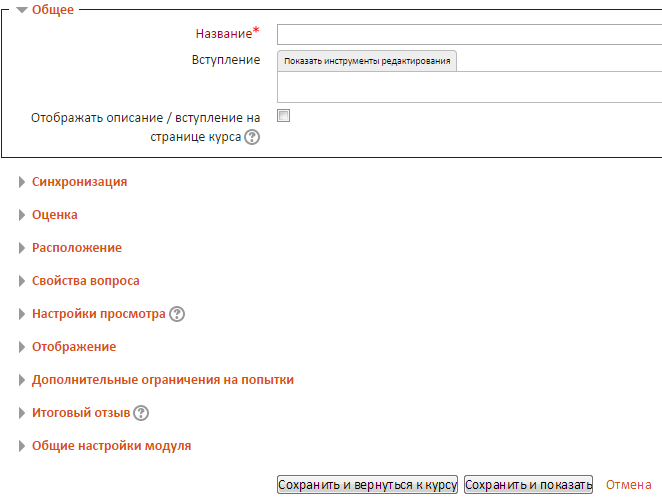 Общее
Название*
Вступление
Показать инструменты редактирования
Отображать описание / вступление на
странице курса ?
Синхронизация
Оценка
Расположение
Свойства вопроса
Настройки просмотра ?
Отображение
Дополнительные ограничения на попытки
Итоговый отзыв ?
Общие настройки модуля
Сохранить и вернуться к курсу Сохранить и показать Отмена